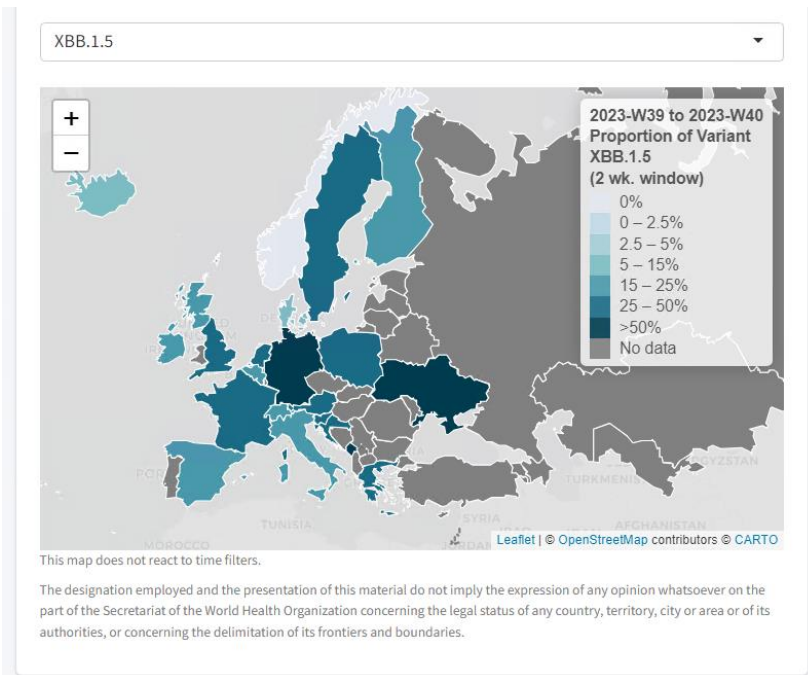 XBB.1.5
+
−
2023-W39 to 2023-W40
Proportion of Variant
XBB.1.5
(2 wk. window)
0%
0 – 2.5%
2.5 – 5%
5 – 15%
15 – 25%
25 – 50%
>50%
No data
TUNISIA
SYRIA
AFGHANISTAN
MOROCCO
Leaflet | © OpenStreetMap contributors © CARTO
This map does not react to time filters.
The designation employed and the presentation of this material do not imply the expression of any opinion whatsoever on the
part of the Secretariat of the World Health Organization concerning the legal status of any country, territory, city or area or of its
authorities, or concerning the delimitation of its frontiers and boundaries.